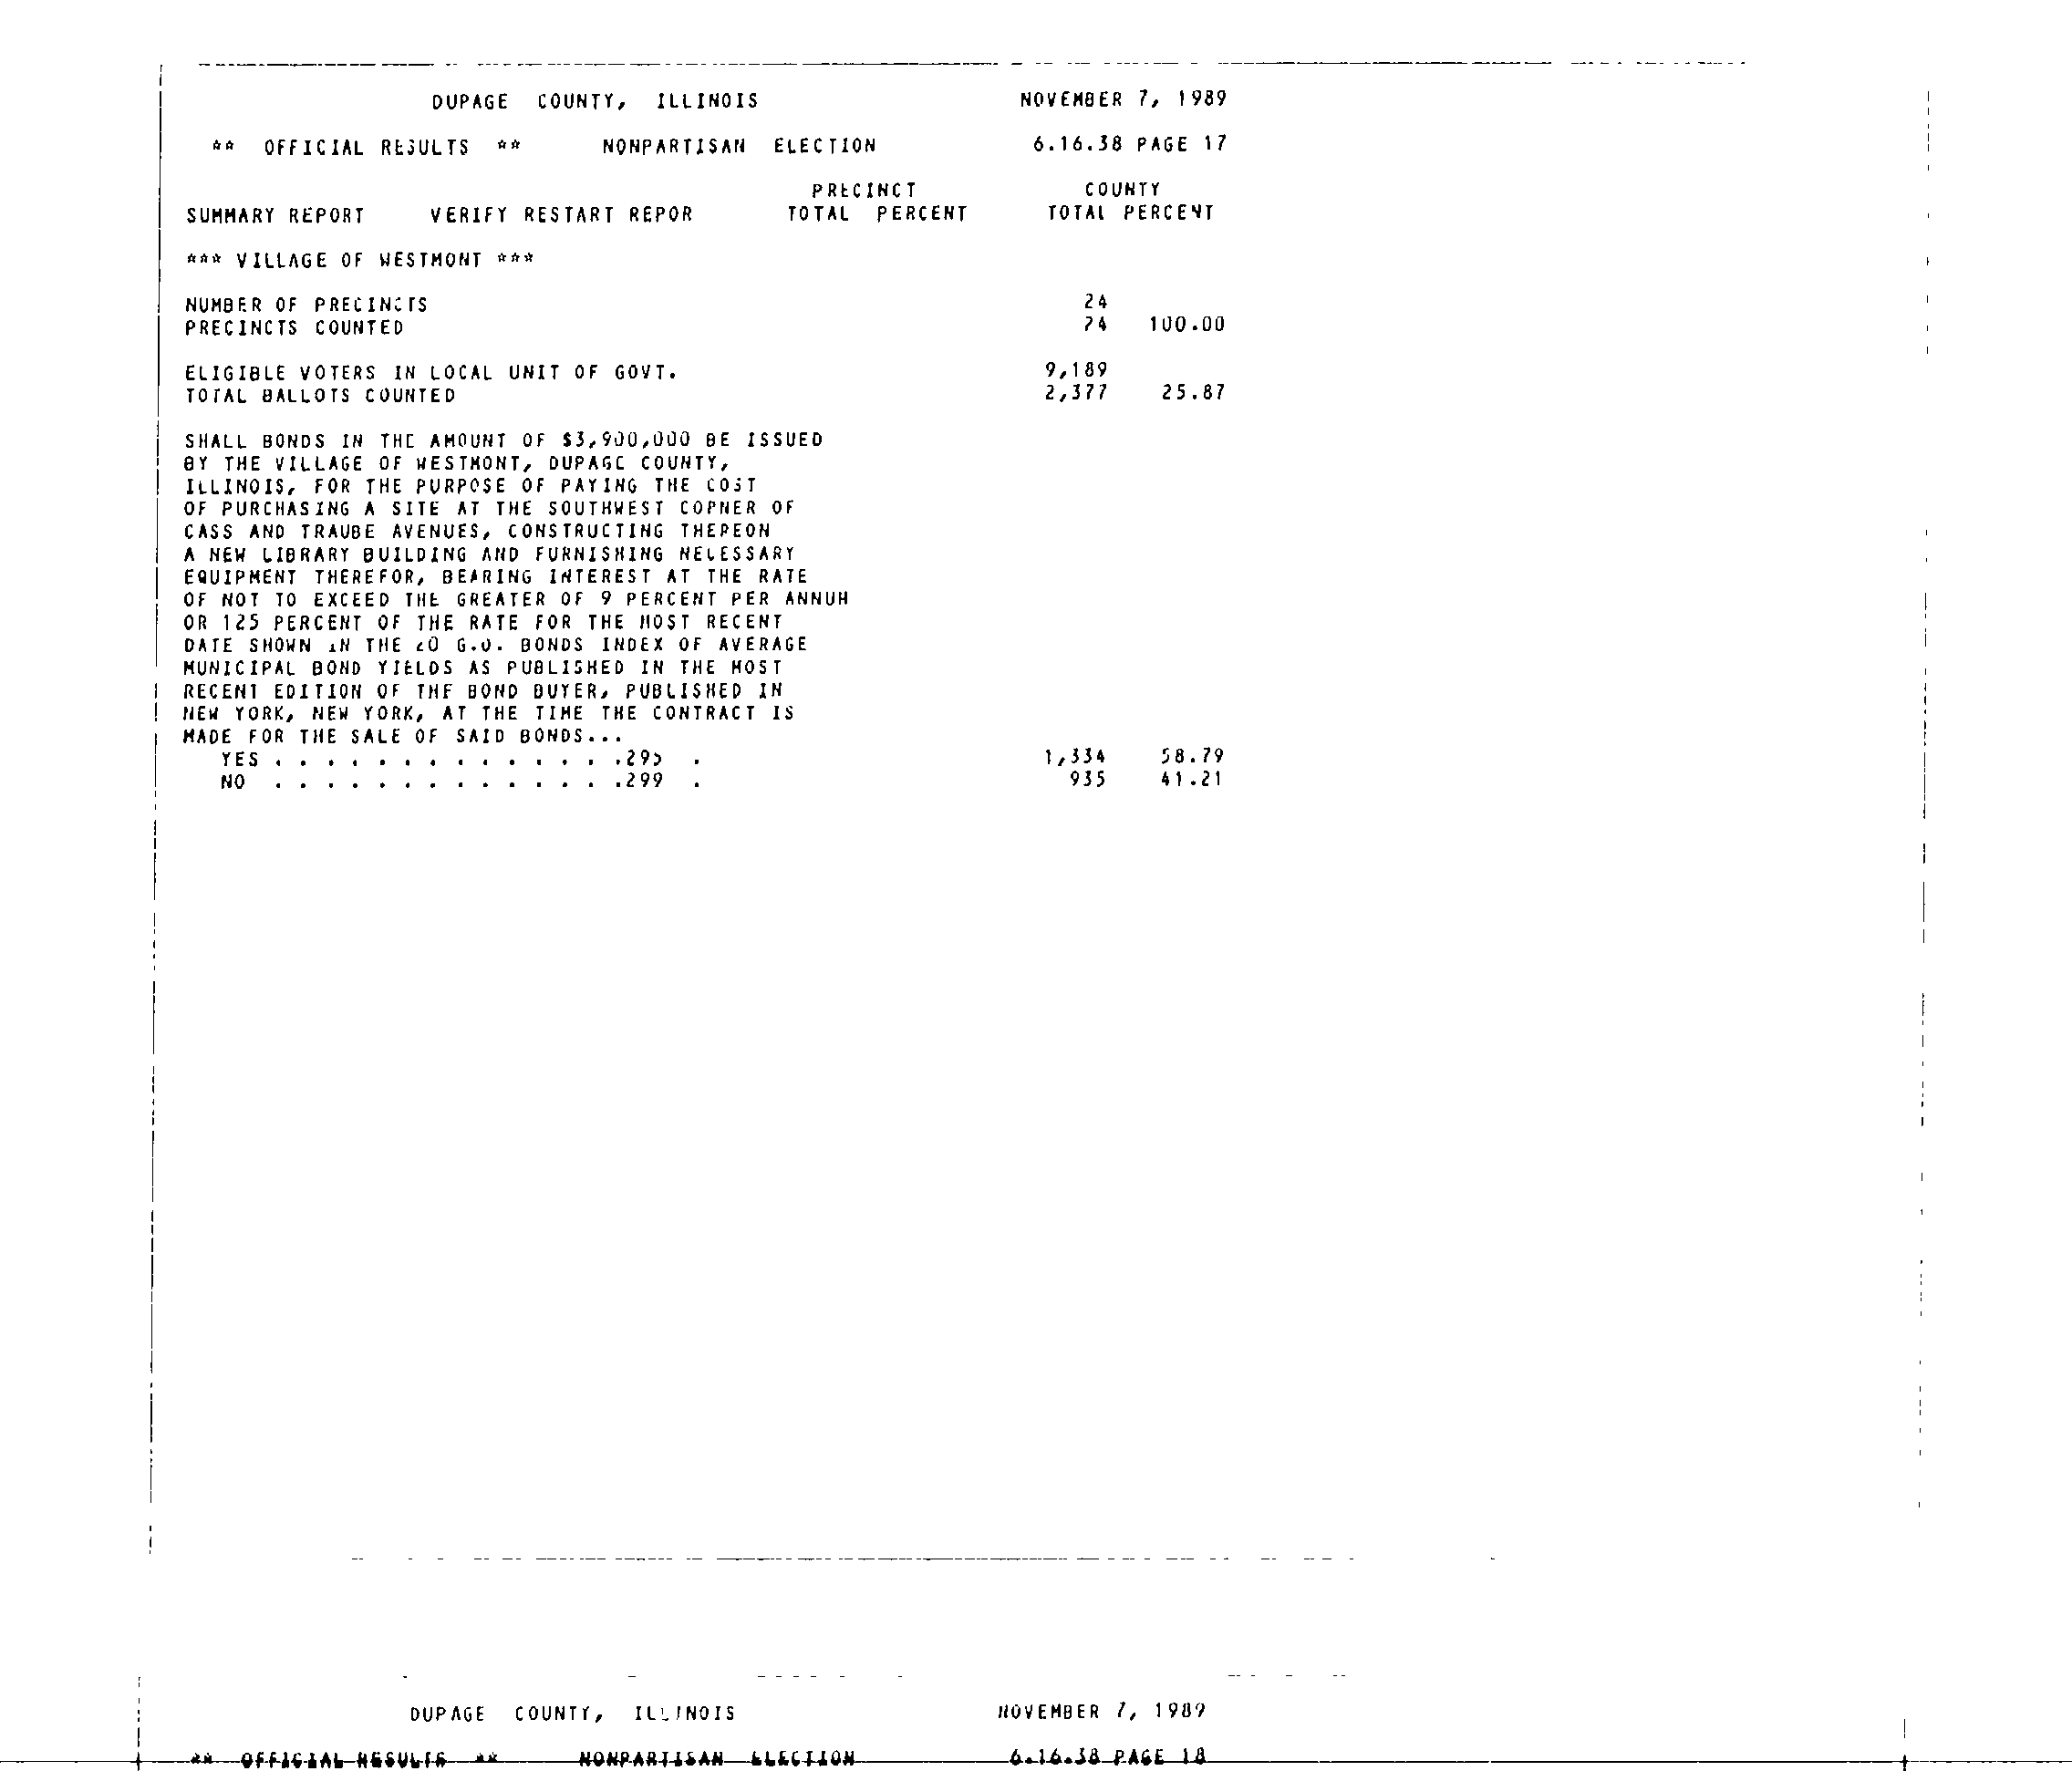 DUPAGE COUNTY, ILLINOIS NOVEMBER 7, 1989
** OFFICIAL RESULTS ** NONPARTISAN ELECTION 6.16.38 PAGE 17
PRECINCT COUNTY
SUMMARY REPORT VERIFY RESTART REPOR TOTAL PERCENT TOTAL PERCENT
*** VILLAGE OF WESTMONT ***
NUMBER OF PRECINCTS 24
PRECINCTS COUNTED 24 100.00
ELIGIBLE VOTERS IN LOCAL UNIT OF GOVT. 9,189
TOTAL BALLOTS COUNTED 2,377 25.87
SHALL BONDS IN THE AMOUNT OF $3,900,000 BE ISSUED
BY THE VILLAGE OF WESTMONT, DUPAGE COUNTY,
ILLINOIS, FOR THE PURPOSE OF PAYING THE COST
OF PURCHASING A SITE AT THE SOUTHWEST CORNER OF
CASS AND TRAUBE AVENUES, CONSTRUCTING THEREON
A NEW LIBRARY BUILDING AND FURNISHING NECESSARY
EQUIPMENT THEREFOR, BEARING INTEREST AT THE RATE
OF NOT TO EXCEED THE GREATER OF 9 PERCENT PER ANNUM
OR 125 PERCENT OF THE RATE FOR THE MOST RECENT
DATE SHOWN IN THE 20 G.O. BONDS INDEX OF AVERAGE
MUNICIPAL BOND YIELDS AS PUBLISHED IN THE MOST
RECENT EDITION OF THE BOND BUYER, PUBLISHED IN
NEW YORK, NEW YORK, AT THE TIME THE CONTRACT IS
MADE FOR THE SALE OF SAID BONDS...
YES . . . . . . . . . . . . . .295 . 1,334 58.79
NO . . . . . . . . . . . . . .299 . 935 41.21
DUPAGE COUNTY, ILLINOIS NOVEMBER 7, 1989
** OFFICIAL RESULTS ** NONPARTISAN ELECTION 6.16.38 PAGE 18